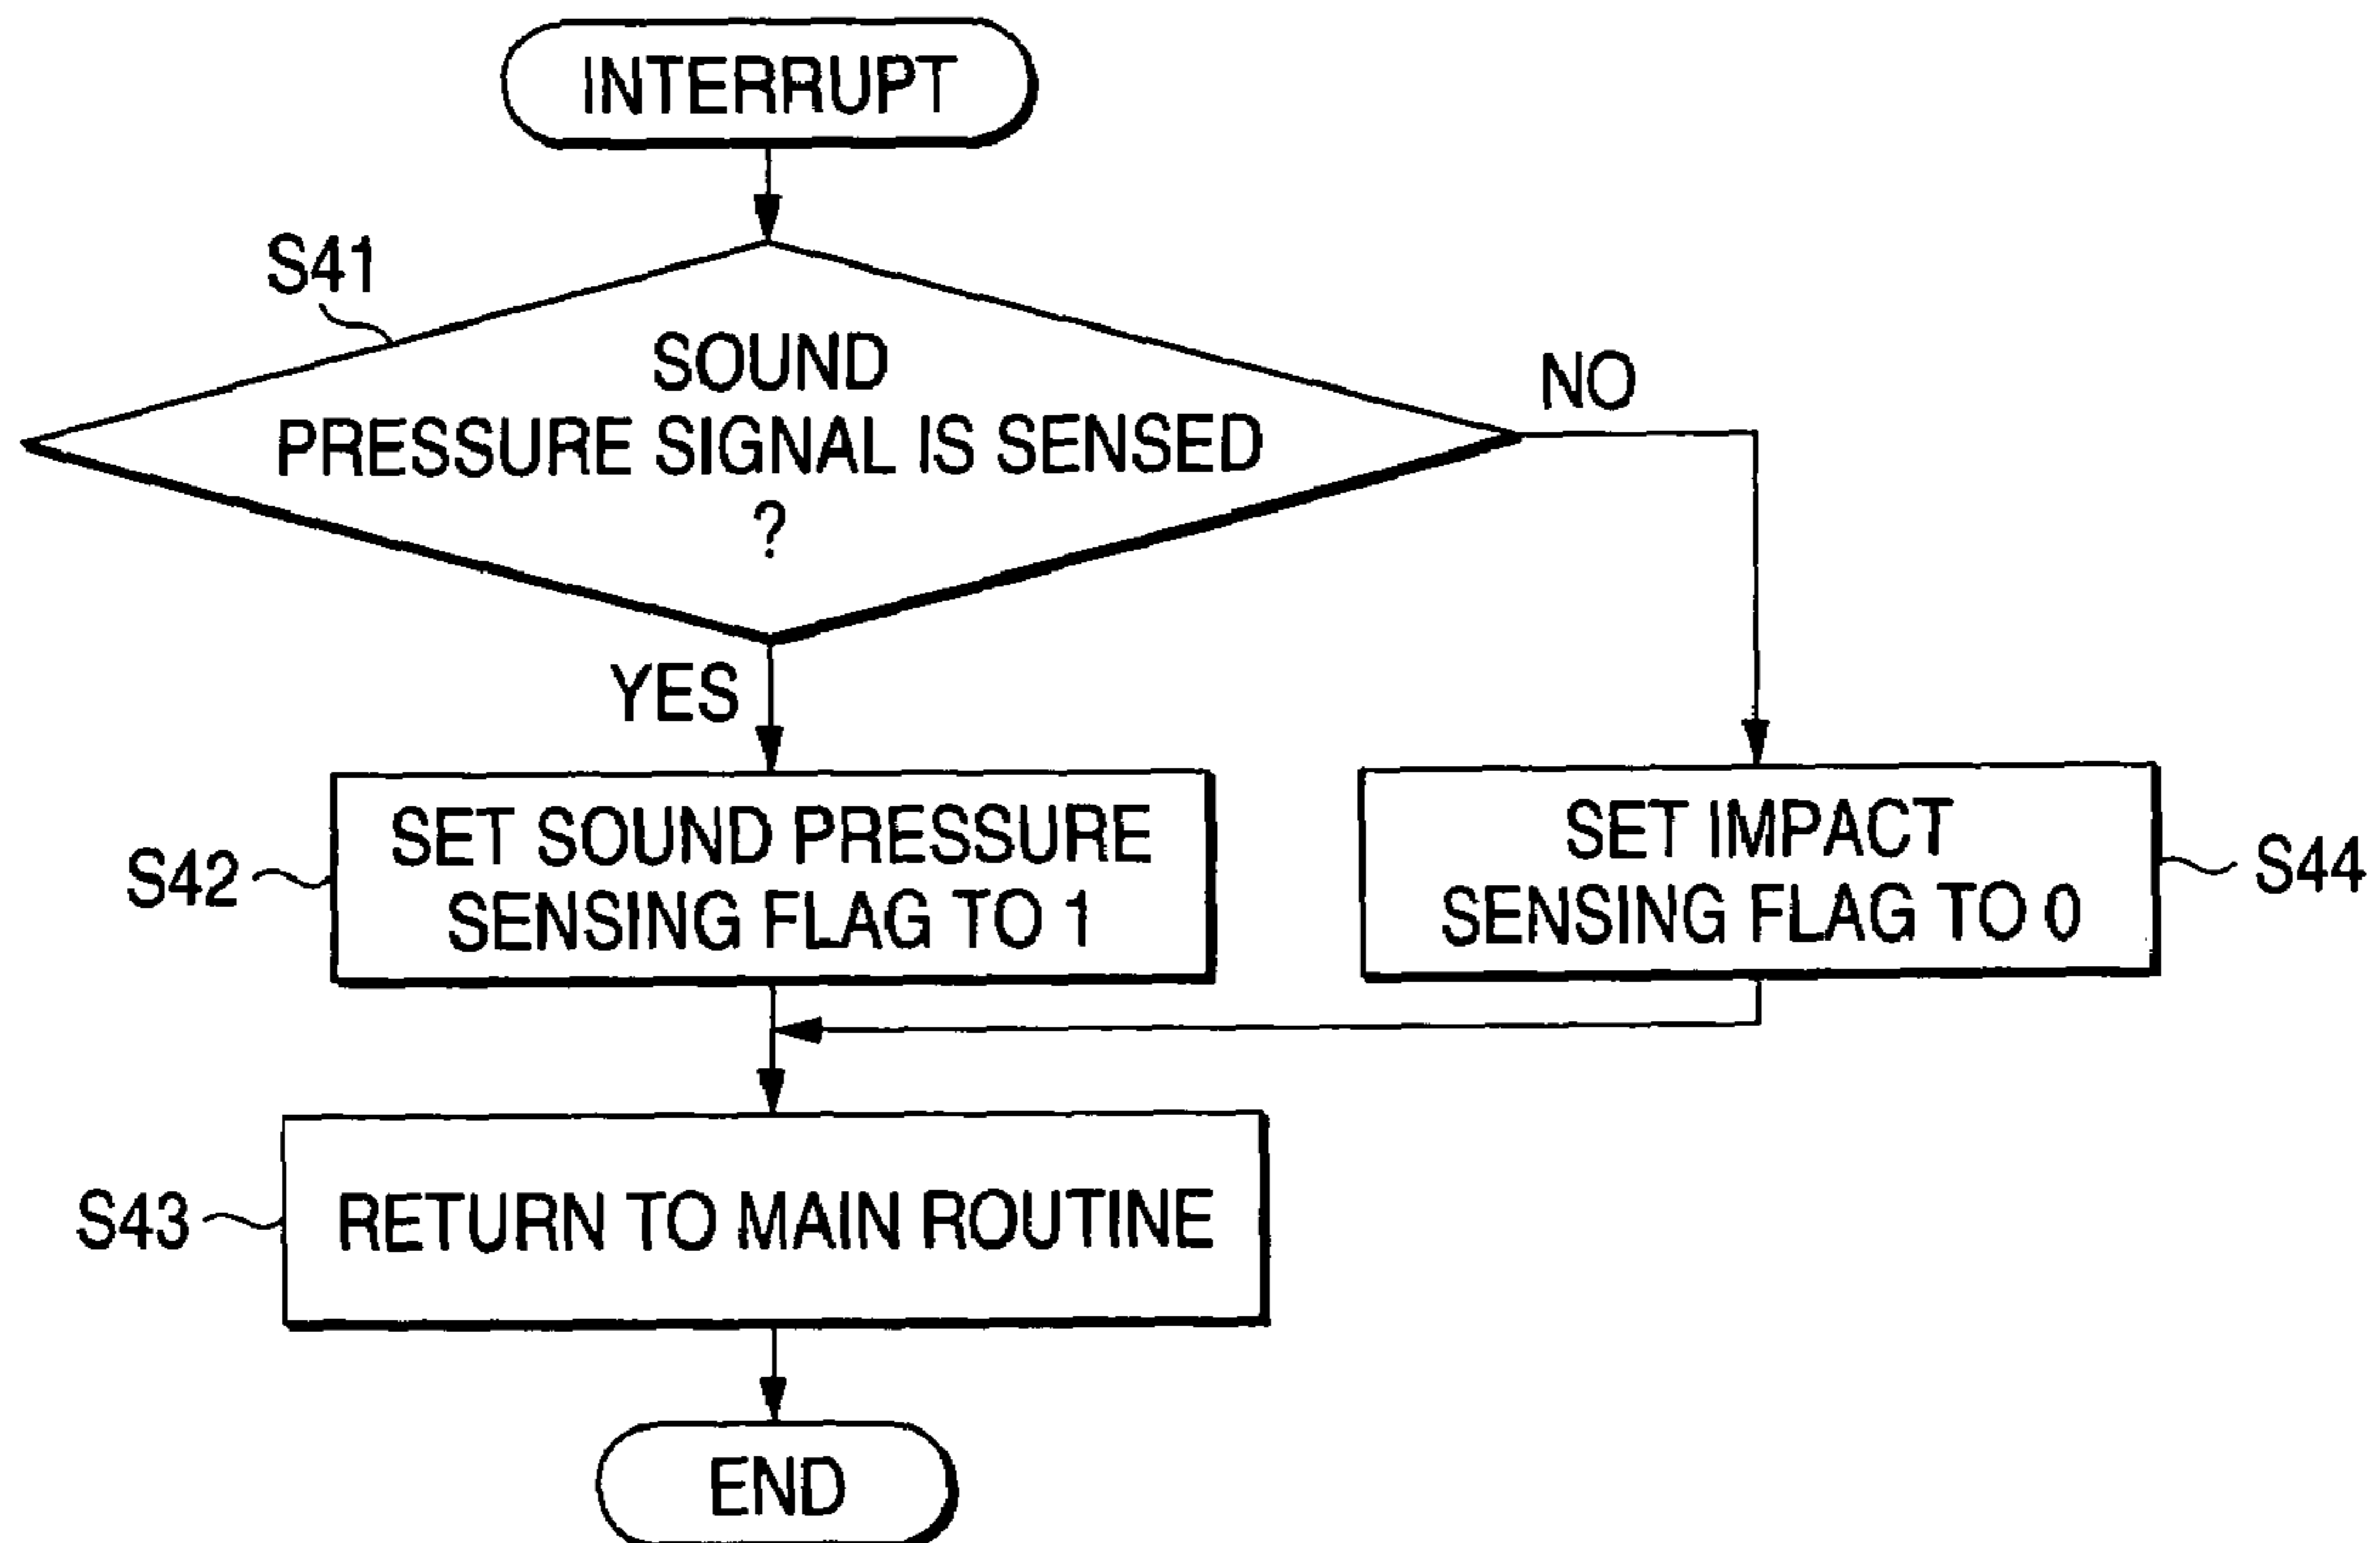 INTERRUPT
S41
SOUND
PRESSURE SIGNAL IS SENSED
?
NO
YES
S42
SET SOUND PRESSURE
SENSING FLAG TO 1
SET IMPACT
SENSING FLAG TO 0
S44
S43
RETURN TO MAIN ROUTINE
END